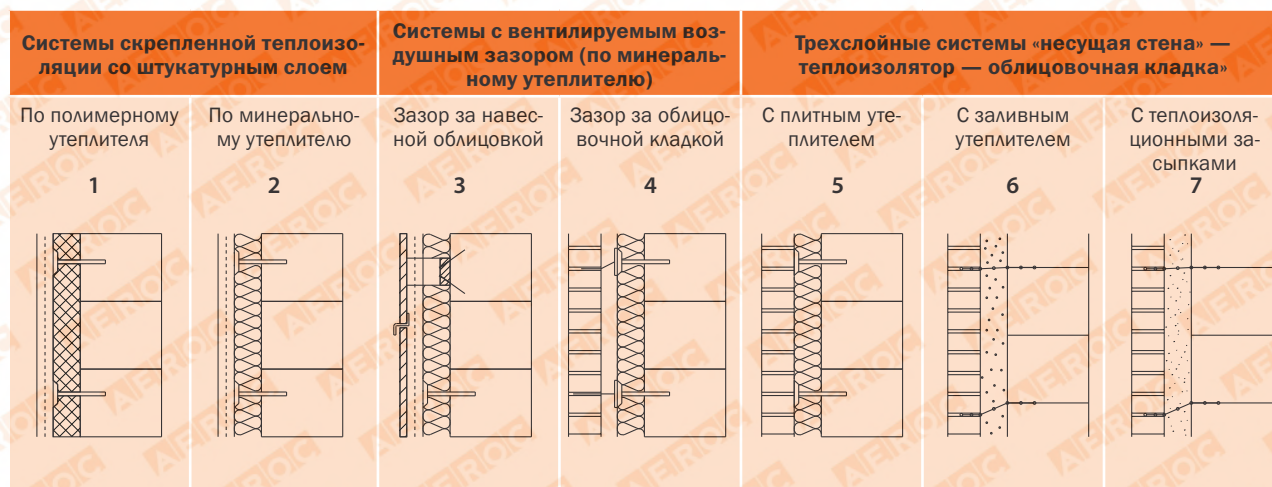 Системы скрепленной теплоизо-
ляции со штукатурным слоем
Системы с вентилируемым воз-
душным зазором (по минераль-
ному утеплителю)
Трехслойные системы «несущая стена» —
теплоизолятор — облицовочная кладка»
По полимерному
утеплителя
1
По минерально-
му утеплителю
2
Зазор за навес-
ной облицовкой
3
Зазор за облицо-
вочной кладкой
4
С плитным уте-
плителем
5
С заливным
утеплителем
6
С теплоизоля-
ционными за-
сыпками
7
AEROC